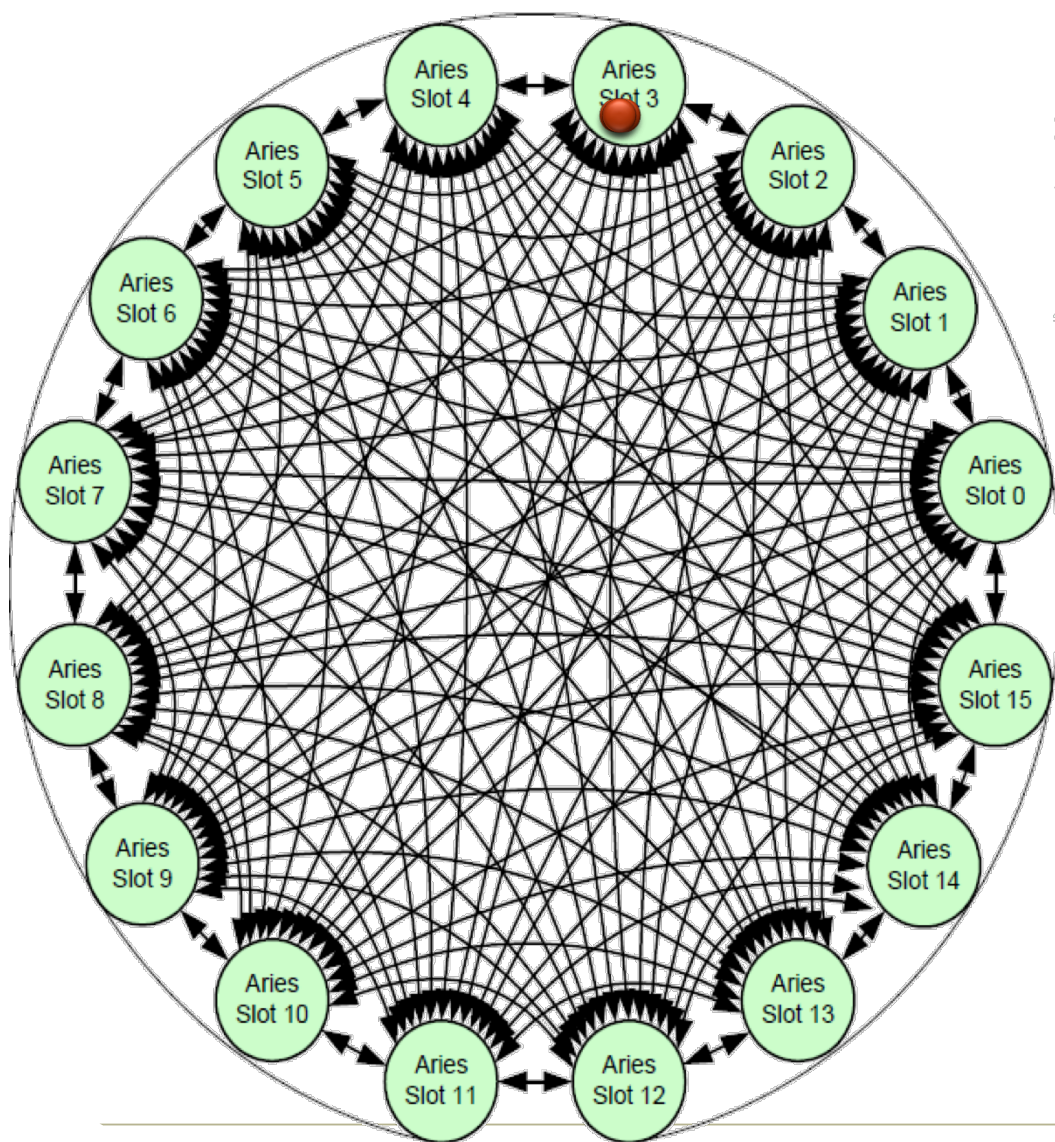 Aries
Slot 4
Aries
Slot 3
Aries
Slot 5
Aries
Slot 2
Aries
Slot 6
Aries
Slot 1
Aries
Slot 7
Aries
Slot 0
Aries
Slot 8
Aries
Slot 15
Aries
Slot 9
Aries
Slot 14
Aries
Slot 10
Aries
Slot 13
Aries
Slot 11
Aries
Slot 12